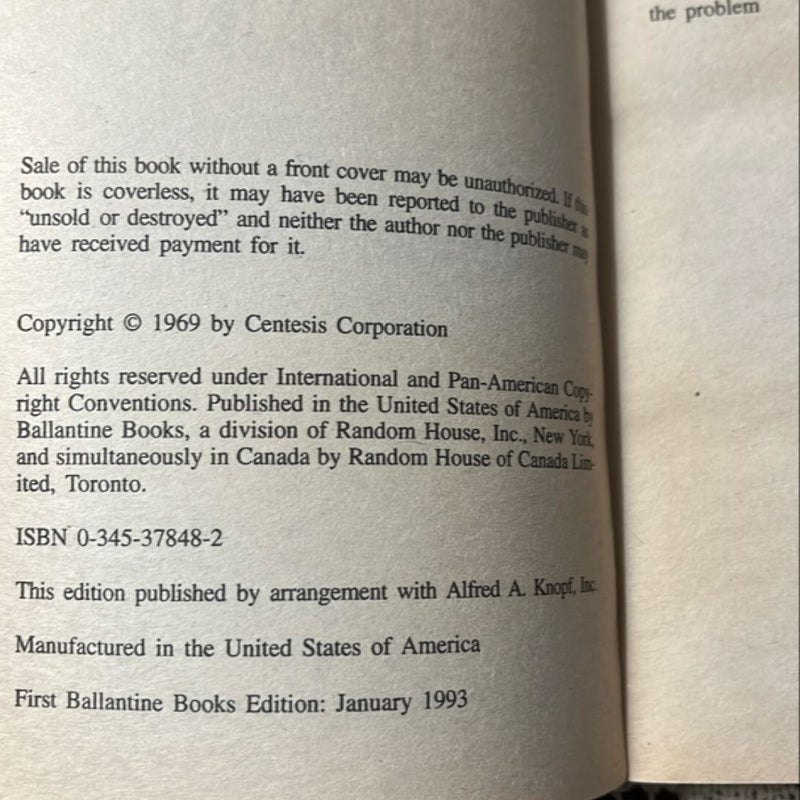 Sale of this book without a front cover may be unauthorized. If this
book is coverless, it may have been reported to the publisher as
“unsold or destroyed” and neither the author nor the publisher may
have received payment for it.
Copyright © 1969 by Centesis Corporation
All rights reserved under International and Pan-American Copy-
right Conventions. Published in the United States of America by
Ballantine Books, a division of Random House, Inc., New York,
and simultaneously in Canada by Random House of Canada Lim-
ited, Toronto.
ISBN 0-345-37848-2
This edition published by arrangement with Alfred A. Knopf, Inc.
Manufactured in the United States of America
First Ballantine Books Edition: January 1993
the problem